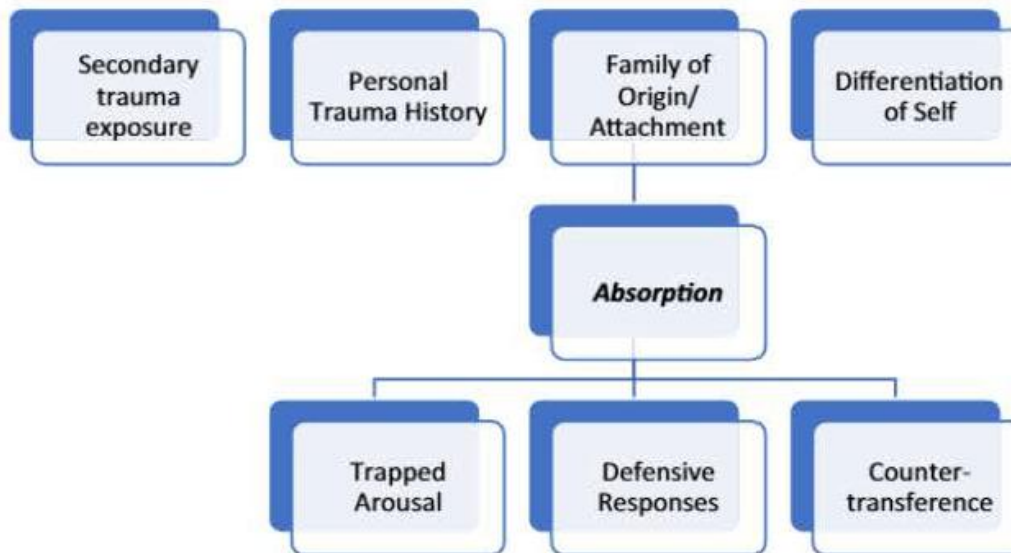 Secondary
trauma
exposure
Personal
Trauma History
Family of
Origin/
Attachment
Differentiation
of Self
Absorption
Trapped
Arousal
Defensive
Responses
Counter-
transference